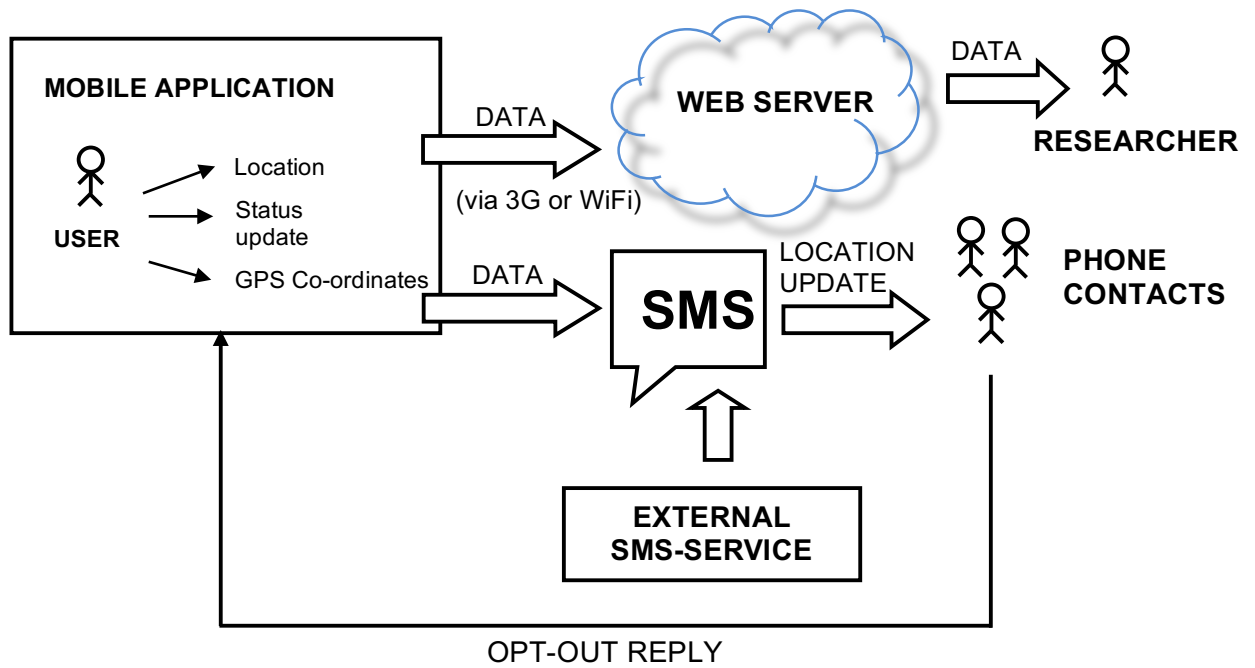 MOBILE APPLICATION
USER
Location
Status
update
GPS Co-ordinates
DATA
(via 3G or WiFi)
WEB SERVER
DATA
RESEARCHER
DATA
SMS
LOCATION
UPDATE
PHONE
CONTACTS
EXTERNAL
SMS-SERVICE
OPT-OUT REPLY